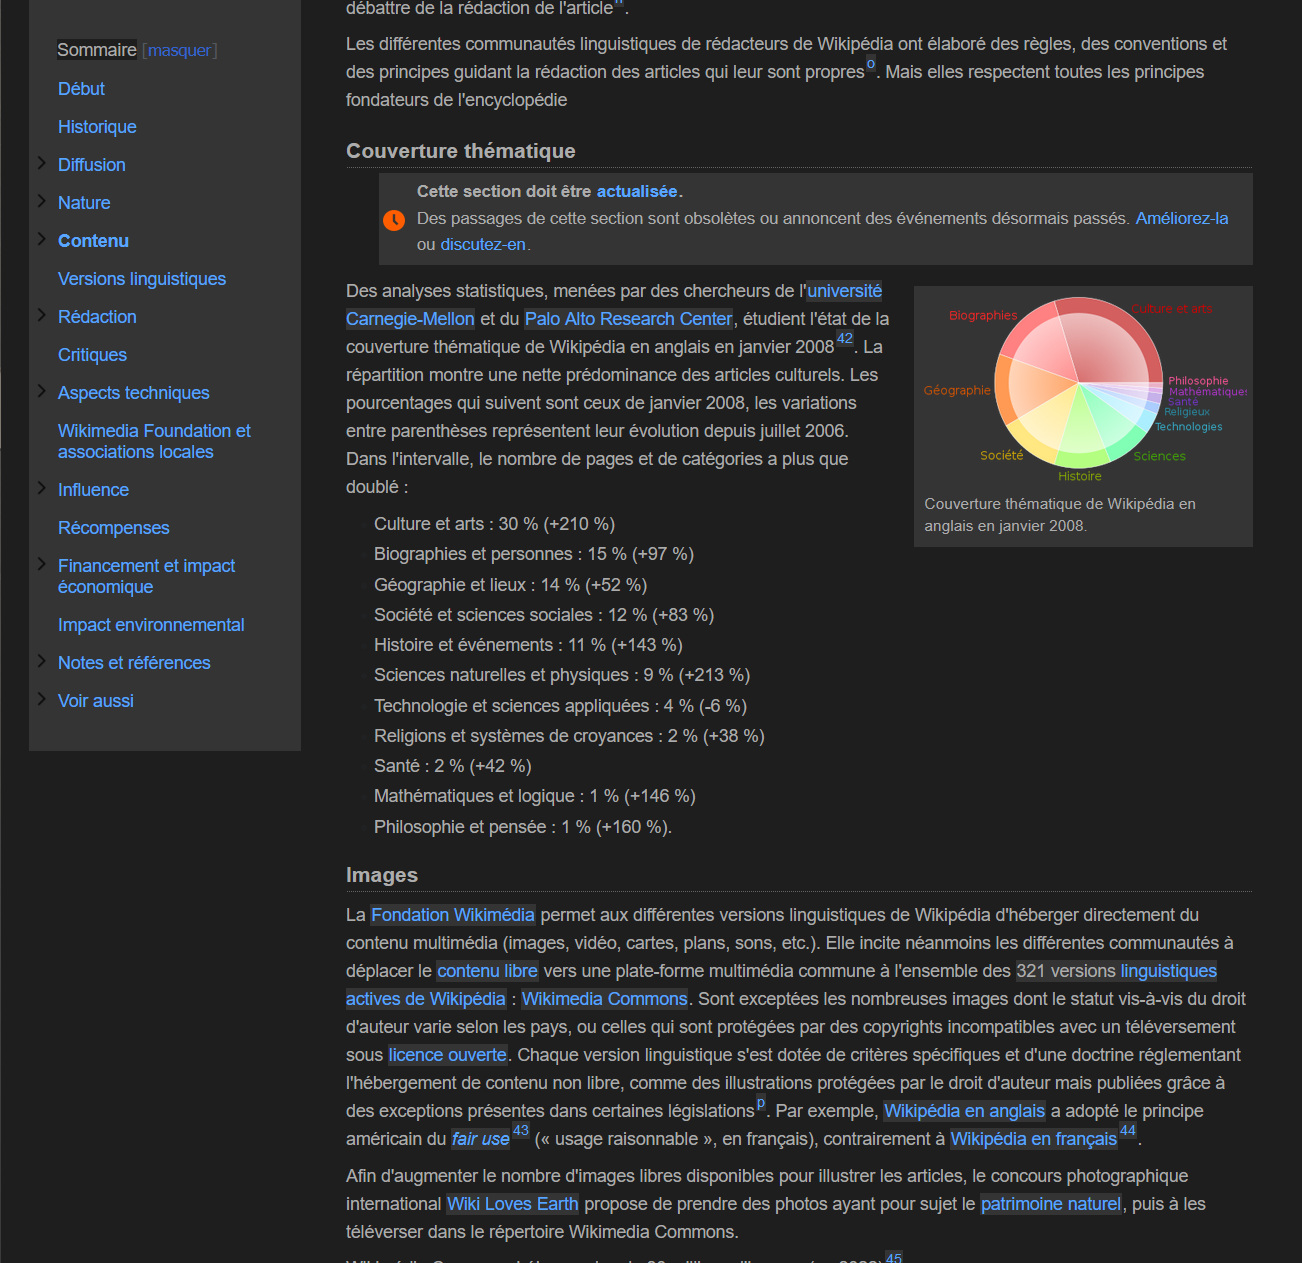 Sommaire [masquer]
Début
Historique
Diffusion
Nature
Contenu
Versions linguistiques
Rédaction
Critiques
Aspects techniques
Wikimedia Foundation et
associations locales
Influence
Récompenses
Financement et impact
économique
Impact environnemental
Notes et références
Voir aussi
débattre de la rédaction de l'article n.
Les différentes communautés linguistiques de rédacteurs de Wikipédia ont élaboré des règles, des conventions et
des principes guidant la rédaction des articles qui leur sont propres o. Mais elles respectent toutes les principes
fondateurs de l'encyclopédie
Couverture thématique
Cette section doit être actualisée.
Des passages de cette section sont obsolètes ou annoncent des événements désormais passés. Améliorez-la
ou discutez-en.
Des analyses statistiques, menées par des chercheurs de l'université
Carnegie-Mellon et du Palo Alto Research Center, étudient l'état de la
couverture thématique de Wikipédia en anglais en janvier 2008 42. La
répartition montre une nette prédominance des articles culturels. Les
pourcentages qui suivent sont ceux de janvier 2008, les variations
entre parenthèses représentent leur évolution depuis juillet 2006.
Dans l'intervalle, le nombre de pages et de catégories a plus que
doublé :
Culture et arts : 30 % (+210 %)
Biographies et personnes : 15 % (+97 %)
Géographie et lieux : 14 % (+52 %)
Société et sciences sociales : 12 % (+83 %)
Histoire et événements : 11 % (+143 %)
Sciences naturelles et physiques : 9 % (+213 %)
Technologie et sciences appliquées : 4 % (-6 %)
Religions et systèmes de croyances : 2 % (+38 %)
Santé : 2 % (+42 %)
Mathématiques et logique : 1 % (+146 %)
Philosophie et pensée : 1 % (+160 %).
Biographies
Culture et arts
Géographie
Philosophie
Mathématiques
Santé
Religieux
Technologies
Société
Sciences
Histoire
Couverture thématique de Wikipédia en
anglais en janvier 2008.
Images
La Fondation Wikimédia permet aux différentes versions linguistiques de Wikipédia d'héberger directement du
contenu multimédia (images, vidéo, cartes, plans, sons, etc.). Elle incite néanmoins les différentes communautés à
déplacer le contenu libre vers une plate-forme multimédia commune à l'ensemble des 321 versions linguistiques
actives de Wikipédia : Wikimedia Commons. Sont exceptées les nombreuses images dont le statut vis-à-vis du droit
d'auteur varie selon les pays, ou celles qui sont protégées par des copyrights incompatibles avec un téléversement
sous licence ouverte. Chaque version linguistique s'est dotée de critères spécifiques et d'une doctrine réglementant
l'hébergement de contenu non libre, comme des illustrations protégées par le droit d'auteur mais publiées grâce à
des exceptions présentes dans certaines législations p. Par exemple, Wikipédia en anglais a adopté le principe
américain du fair use 43 (« usage raisonnable », en français), contrairement à Wikipédia en français 44.
Afin d'augmenter le nombre d'images libres disponibles pour illustrer les articles, le concours photographique
international Wiki Loves Earth propose de prendre des photos ayant pour sujet le patrimoine naturel, puis à les
téléverser dans le répertoire Wikimedia Commons.
45